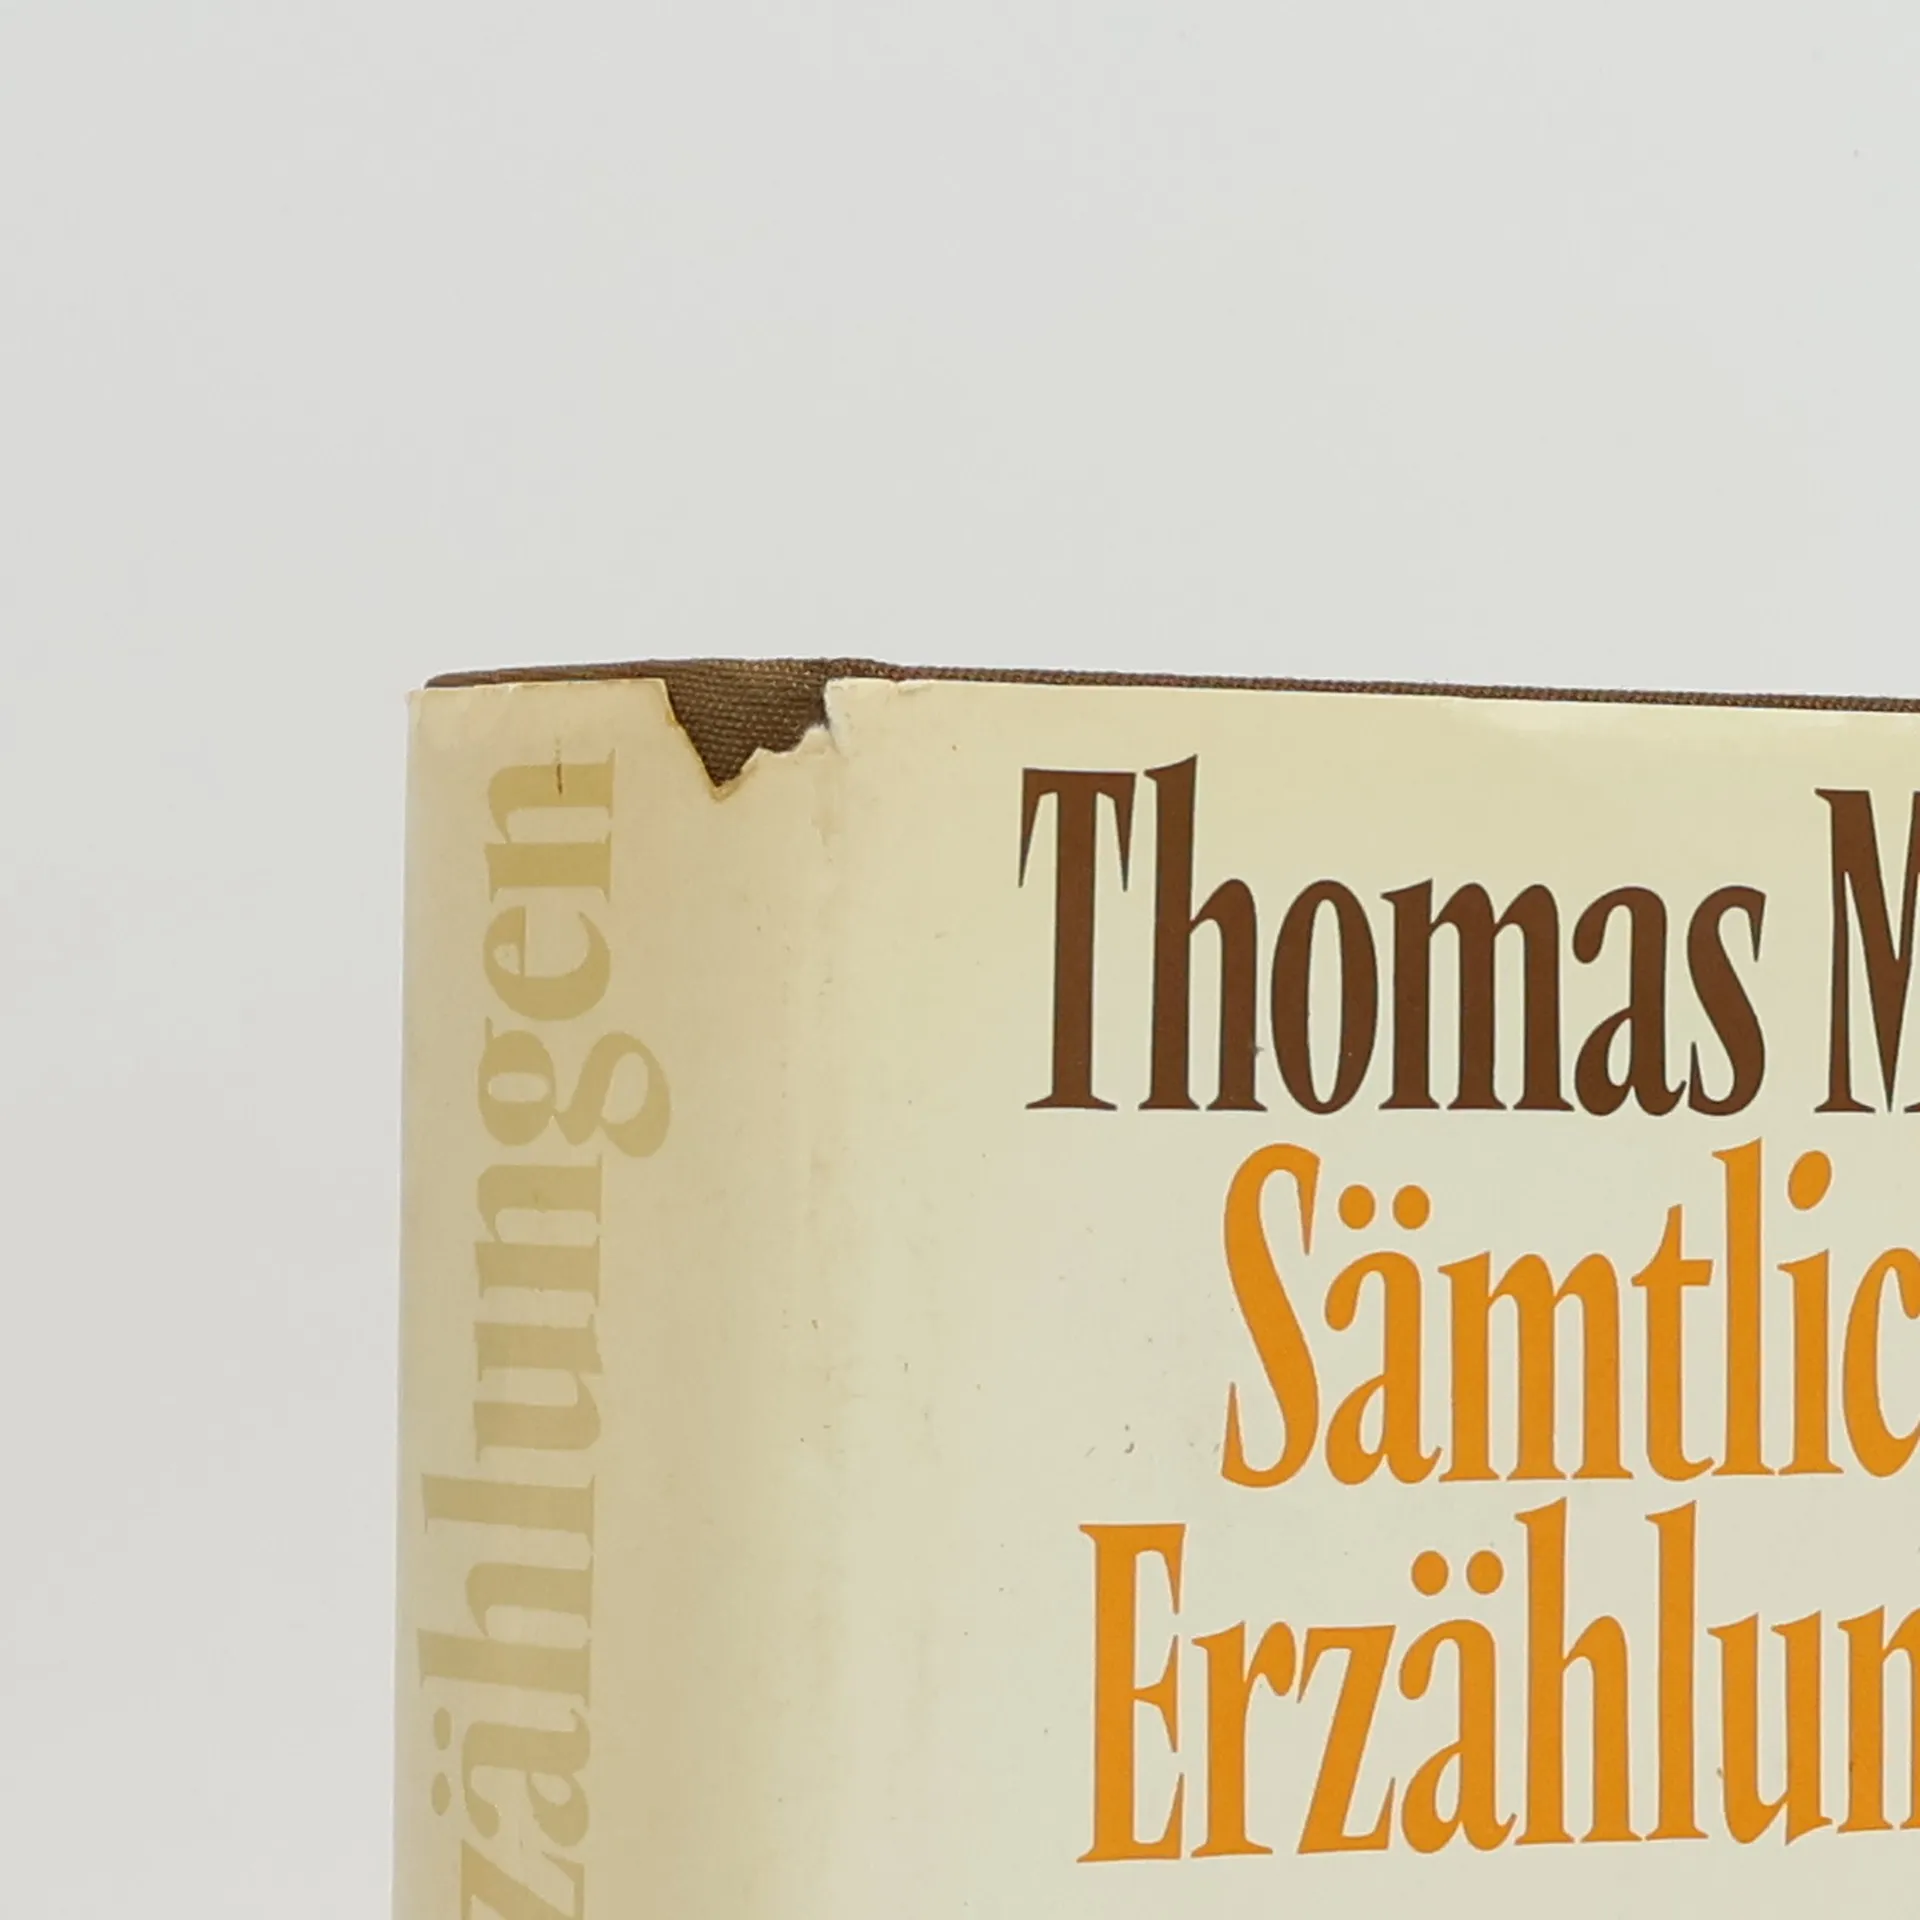 Thomas M
Sämtlic
Erzählun
zählungen